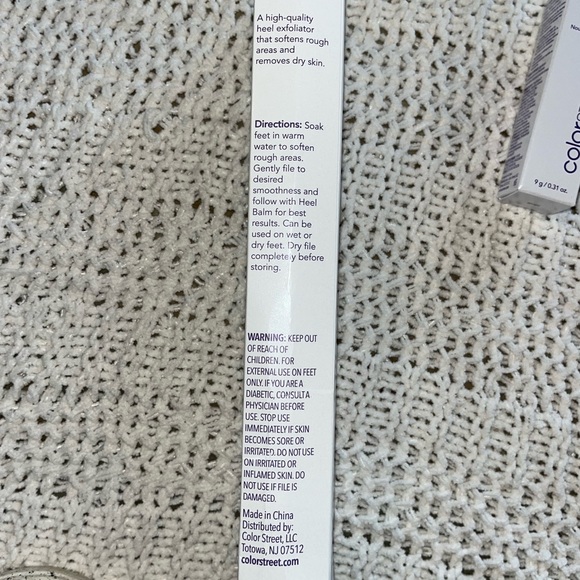 A high-quality
heel exfoliator
that softens rough
areas and
removes dry skin.
Directions: Soak
feet in warm
water to soften
rough areas.
Gently file to
desired
smoothness and
follow with Heel
Balm for best
results. Can be
used on wet or
dry feet. Dry file
completely before
storing.
WARNING: KEEP OUT
OF REACH OF
CHILDREN. FOR
EXTERNAL USE ON FEET
ONLY. IF YOU ARE A
DIABETIC, CONSULT A
PHYSICIAN BEFORE
USE. STOP USE
IMMEDIATELY IF SKIN
BECOMES SORE OR
IRRITATED. DO NOT USE
ON IRRITATED OR
INFLAMED SKIN. DO
NOT USE IF FILE IS
DAMAGED.
Made in China
Distributed by:
Color Street, LLC
Totowa, NJ 07512
colorstreet.com
color
9 g / 0.31 oz.